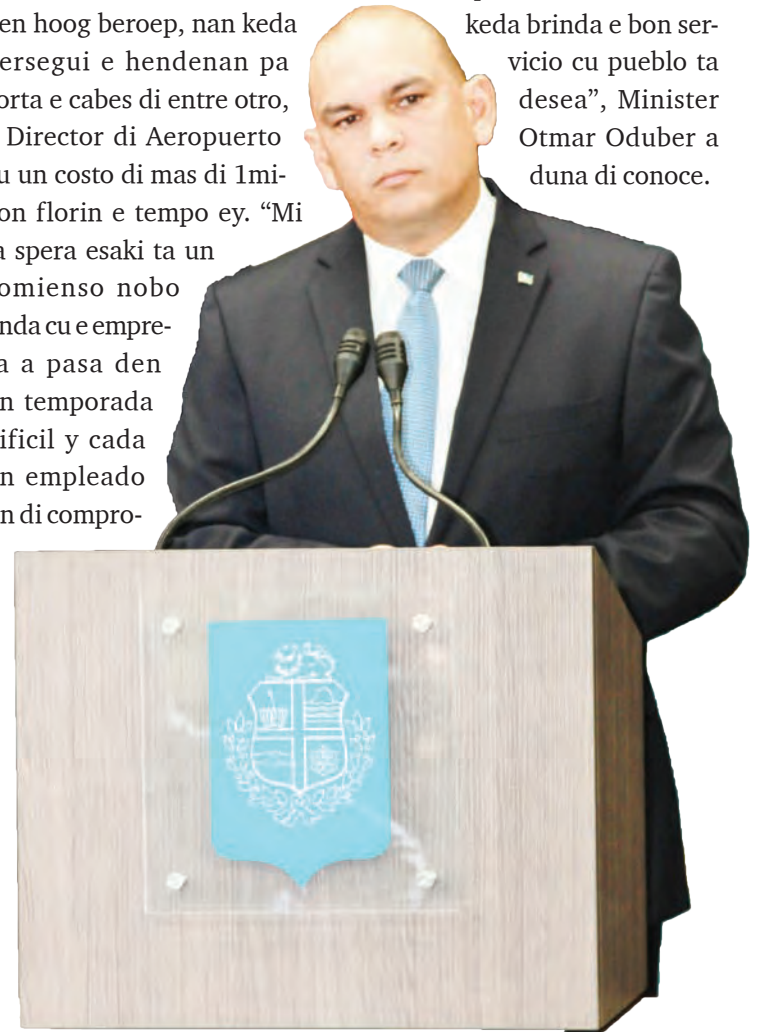 en hoog beroep, nan keda
ersegui e hendenan pa
orta e cabes di entre otro,
Director di Aeropuerto
u un costo di mas di 1mi-
on florin e tempo ey. “Mi
a spera esaki ta un
omienso nobo
nda cu e empre-
a a pasa den
n temporada
ificil y cada
n empleado
n di compro-
keda brinda e bon ser-
vicio cu pueblo ta
desea”, Minister
Otmar Oduber a
duna di conoce.